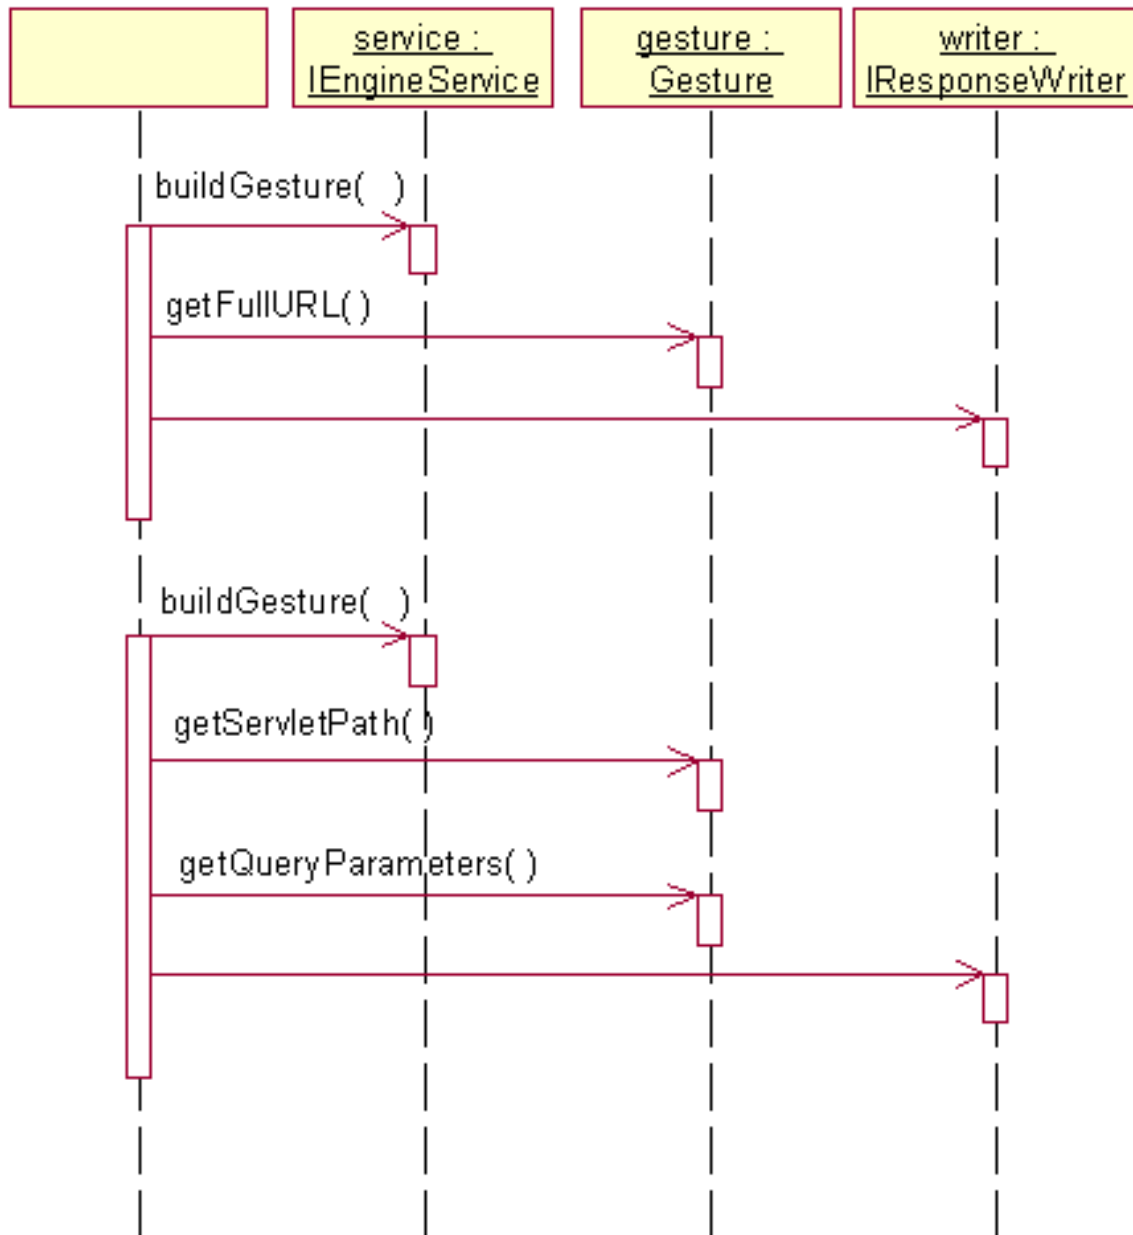 service :
IEngineService
gesture :
Gesture
writer :
IResponseWriter
buildGesture( )
getFullURL( )
buildGesture( )
getServletPath( )
getQueryParameters( )